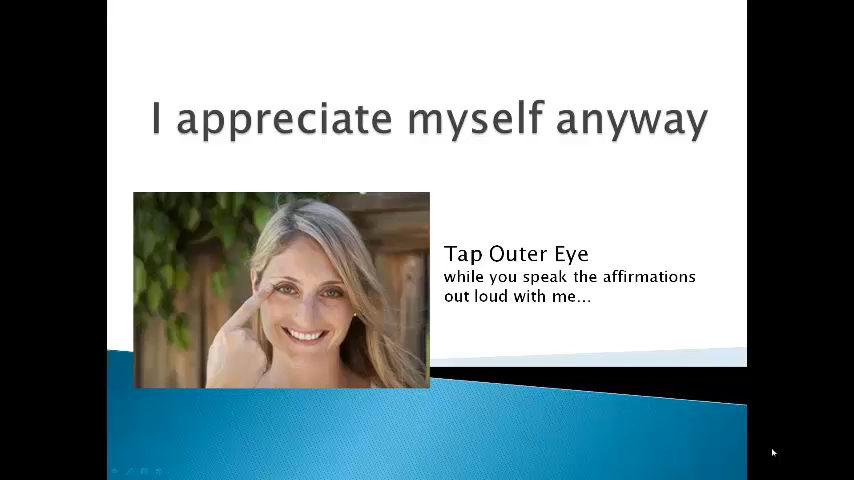 I appreciate myself anyway
Tap Outer Eye
while you speak the affirmations
out loud with me...